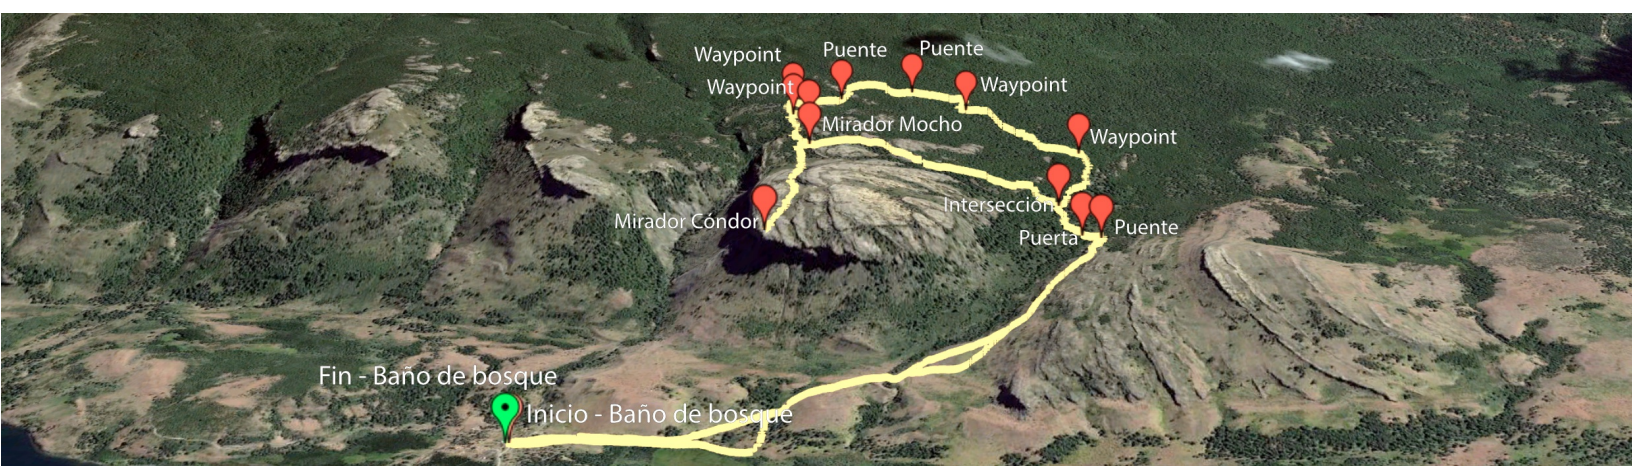 Waypoint
Puente
Puente
Waypoint
Waypoint
Mirador Mocho
Waypoint
Intersección
Mirador Cóndor
Puerta
Puente
Fin - Baño de bosque
Inicio - Baño de bosque